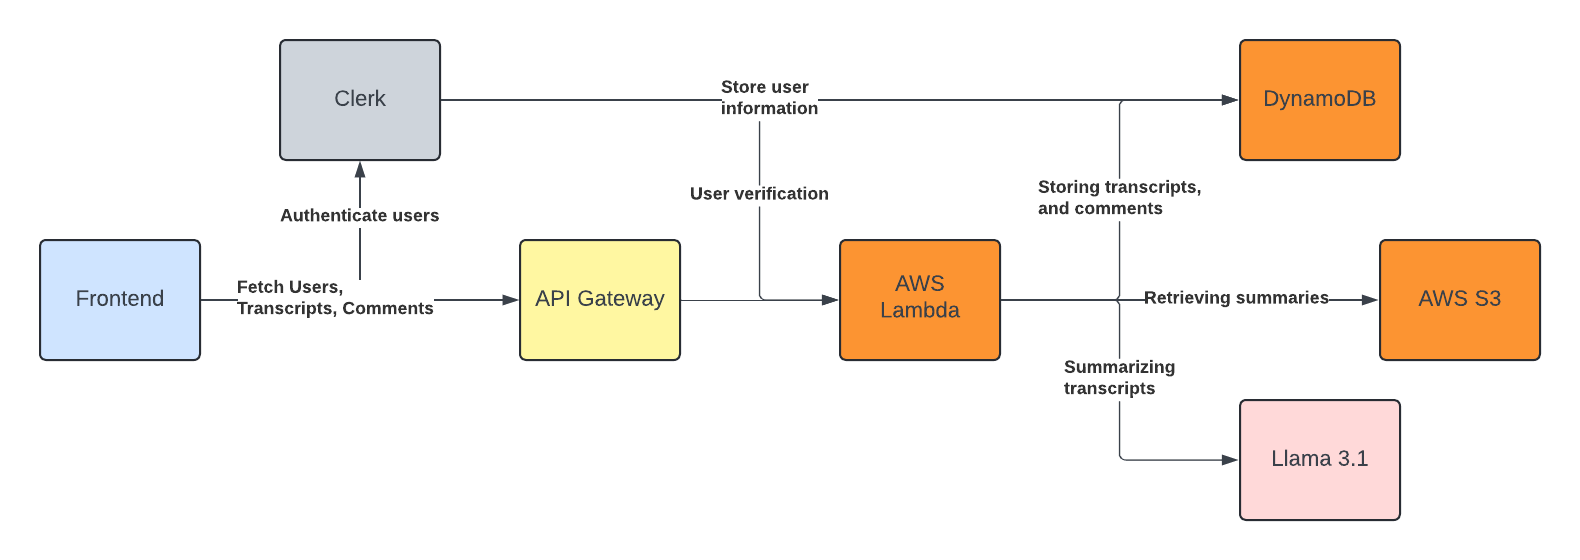 Clerk
Store user
information
DynamoDB
User verification
Storing transcripts,
and comments
Authenticate users
Frontend
Fetch Users,
Transcripts, Comments
API Gateway
AWS
Lambda
Retrieving summaries
AWS S3
Summarizing
transcripts
Llama 3.1